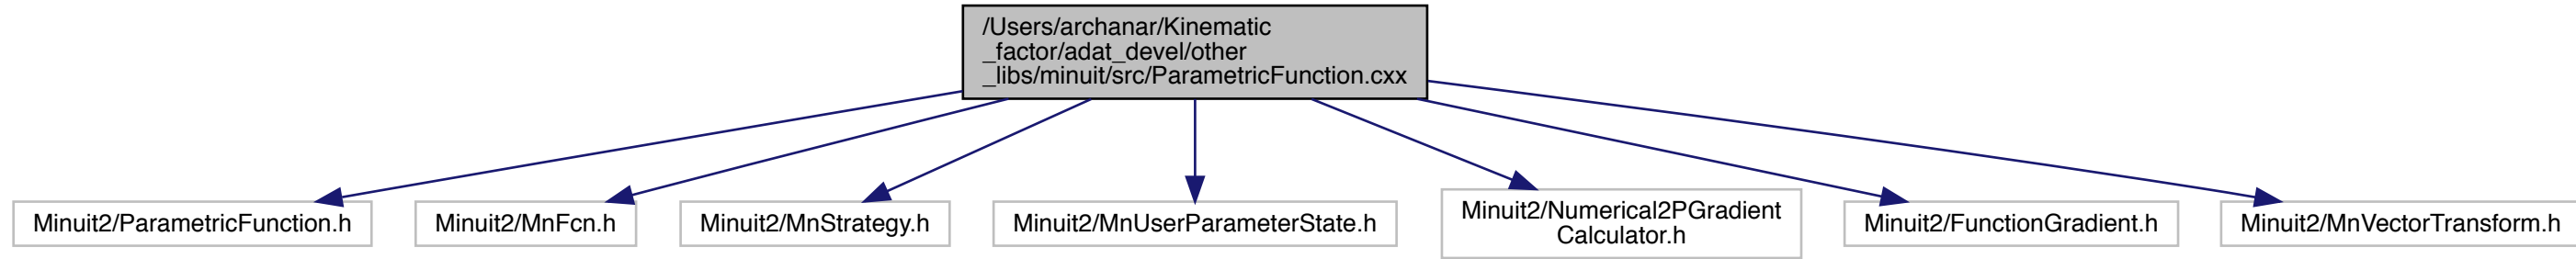 /Users/archanar/Kinematic
_factor/adat_devel/other
_libs/minuit/src/ParametricFunction.cxx
Minuit2/ParametricFunction.h
Minuit2/MnFcn.h
Minuit2/MnStrategy.h
Minuit2/MnUserParameterState.h
Minuit2/Numerical2PGradient
Calculator.h
Minuit2/FunctionGradient.h
Minuit2/MnVectorTransform.h